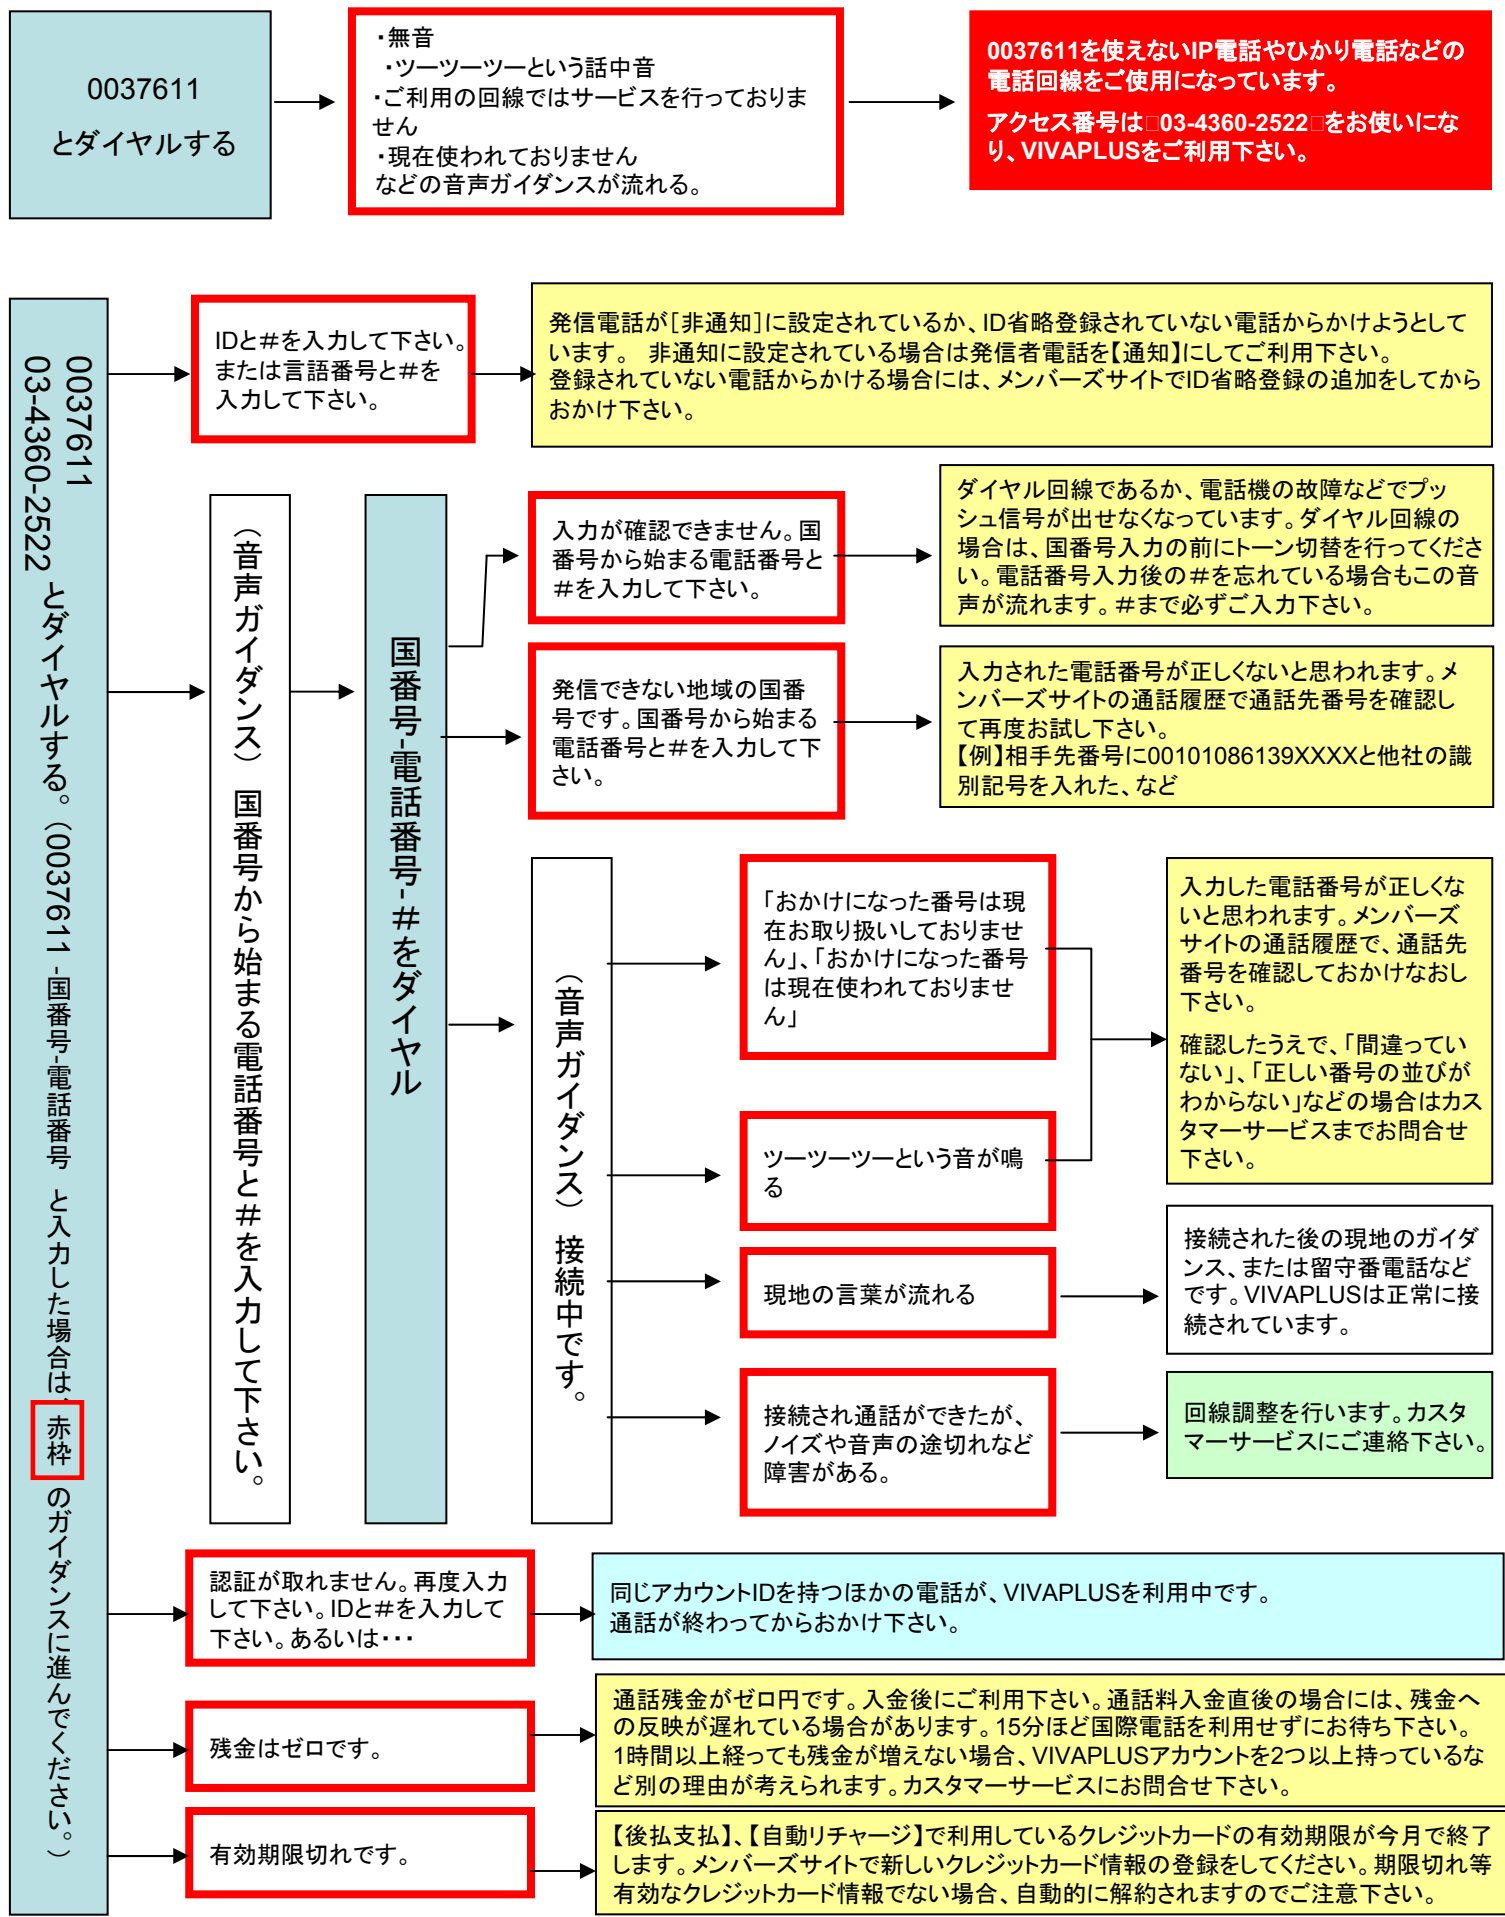 0037611
とダイヤルする
・無音
・ツーツーツーという話中音
・ご利用の回線ではサービスを行っておりま
せん
・現在使われておりません
などの音声ガイダンスが流れる。
0037611を使えないIP電話やひかり電話などの
電話回線をご使用になっています。
アクセス番号は□03-4360-2522□をお使いにな
り、VIVAPLUSをご利用下さい。
0037611
03-4360-2522 とダイヤルする。（0037611 -国番号-電話番号 と入力した場合は、赤枠 のガイダンスに進んでください。）
IDと＃を入力して下さい。
または言語番号と＃を
入力して下さい。
発信電話が［非通知］に設定されているか、ID省略登録されていない電話からかけようとして
います。 非通知に設定されている場合は発信者電話を【通知】にしてご利用下さい。
登録されていない電話からかける場合には、メンバーズサイトでID省略登録の追加をしてから
おかけ下さい。
（音声ガイダンス） 国番号から始まる電話番号と＃を入力して下さい。
国番号-電話番号-＃をダイヤル
入力が確認できません。国
番号から始まる電話番号と
＃を入力して下さい。
ダイヤル回線であるか、電話機の故障などでプッ
シュ信号が出せなくなっています。ダイヤル回線の
場合は、国番号入力の前にトーン切替を行ってくださ
い。電話番号入力後の＃を忘れている場合もこの音
声が流れます。＃まで必ずご入力下さい。
発信できない地域の国番
号です。国番号から始まる
電話番号と＃を入力して下
さい。
入力された電話番号が正しくないと思われます。メ
ンバーズサイトの通話履歴で通話先番号を確認し
て再度お試し下さい。
【例】相手先番号に00101086139XXXXと他社の識
別記号を入れた、など
（音声ガイダンス） 接続中です。
「おかけになった番号は現
在お取り扱いしておりませ
ん」、「おかけになった番号
は現在使われておりませ
ん」
ツーツーツーという音が鳴
る
入力した電話番号が正しくな
いと思われます。メンバーズ
サイトの通話履歴で、通話先
番号を確認しておかけなおし
下さい。
確認したうえで、「間違ってい
ない」、「正しい番号の並びが
わからない」などの場合はカス
タマーサービスまでお問合せ
下さい。
現地の言葉が流れる
接続された後の現地のガイダ
ンス、または留守番電話など
です。VIVAPLUSは正常に接
続されています。
接続され通話ができたが、
ノイズや音声の途切れなど
障害がある。
回線調整を行います。カスタ
マーサービスにご連絡下さい。
認証が取れません。再度入力
して下さい。IDと＃を入力して
下さい。あるいは・・・
同じアカウントIDを持つほかの電話が、VIVAPLUSを利用中です。
通話が終わってからおかけ下さい。
残金はゼロです。
通話残金がゼロ円です。入金後にご利用下さい。通話料入金直後の場合には、残金へ
の反映が遅れている場合があります。15分ほど国際電話を利用せずにお待ち下さい。
1時間以上経っても残金が増えない場合、VIVAPLUSアカウントを2つ以上持っているな
ど別の理由が考えられます。カスタマーサービスにお問合せ下さい。
有効期限切れです。
【後払支払】、【自動リチャージ】で利用しているクレジットカードの有効期限が今月で終了
します。メンバーズサイトで新しいクレジットカード情報の登録をしてください。期限切れ等
有効なクレジットカード情報でない場合、自動的に解約されますのでご注意下さい。